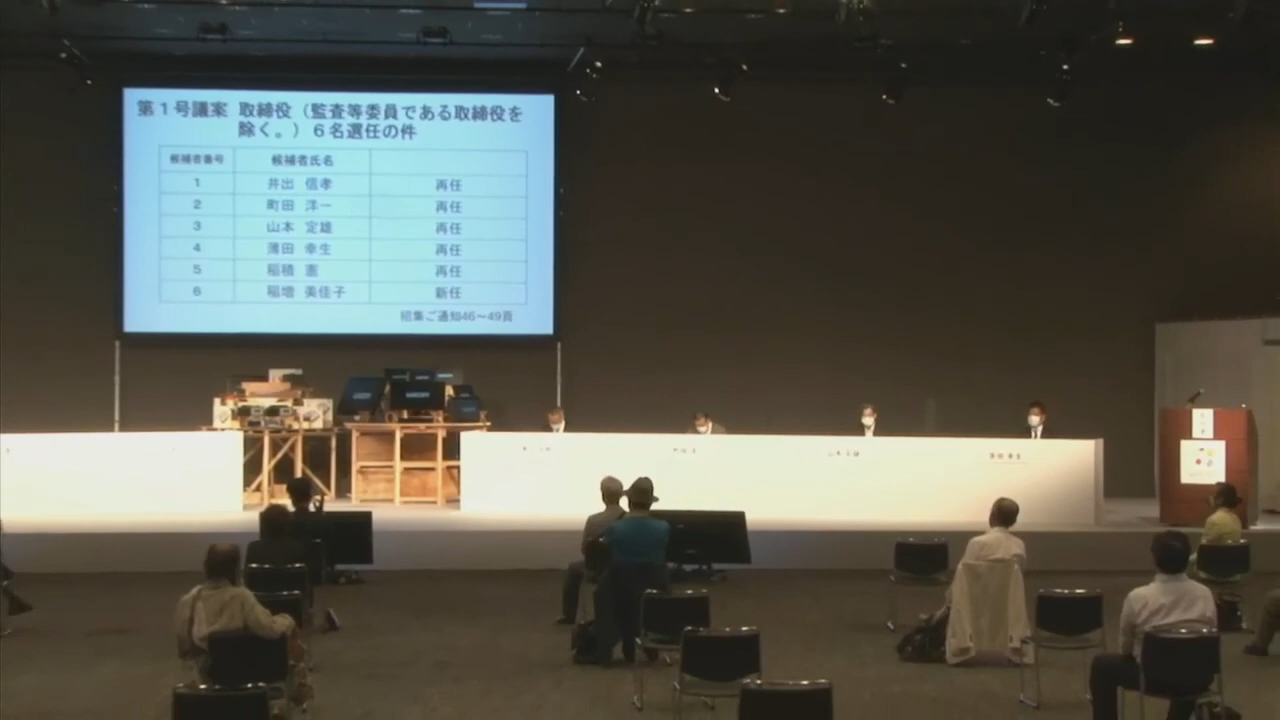 第１号議案 取締役（監査等委員である取締役を
除く。）６名選任の件
候補者番号 候補者氏名
1 井出 信孝 再任
2 町田 洋一 再任
3 山本 定雄 再任
4 薄田 幸生 再任
5 稲積 憲 再任
6 稲増 美佳子 新任
招集ご通知46〜49頁